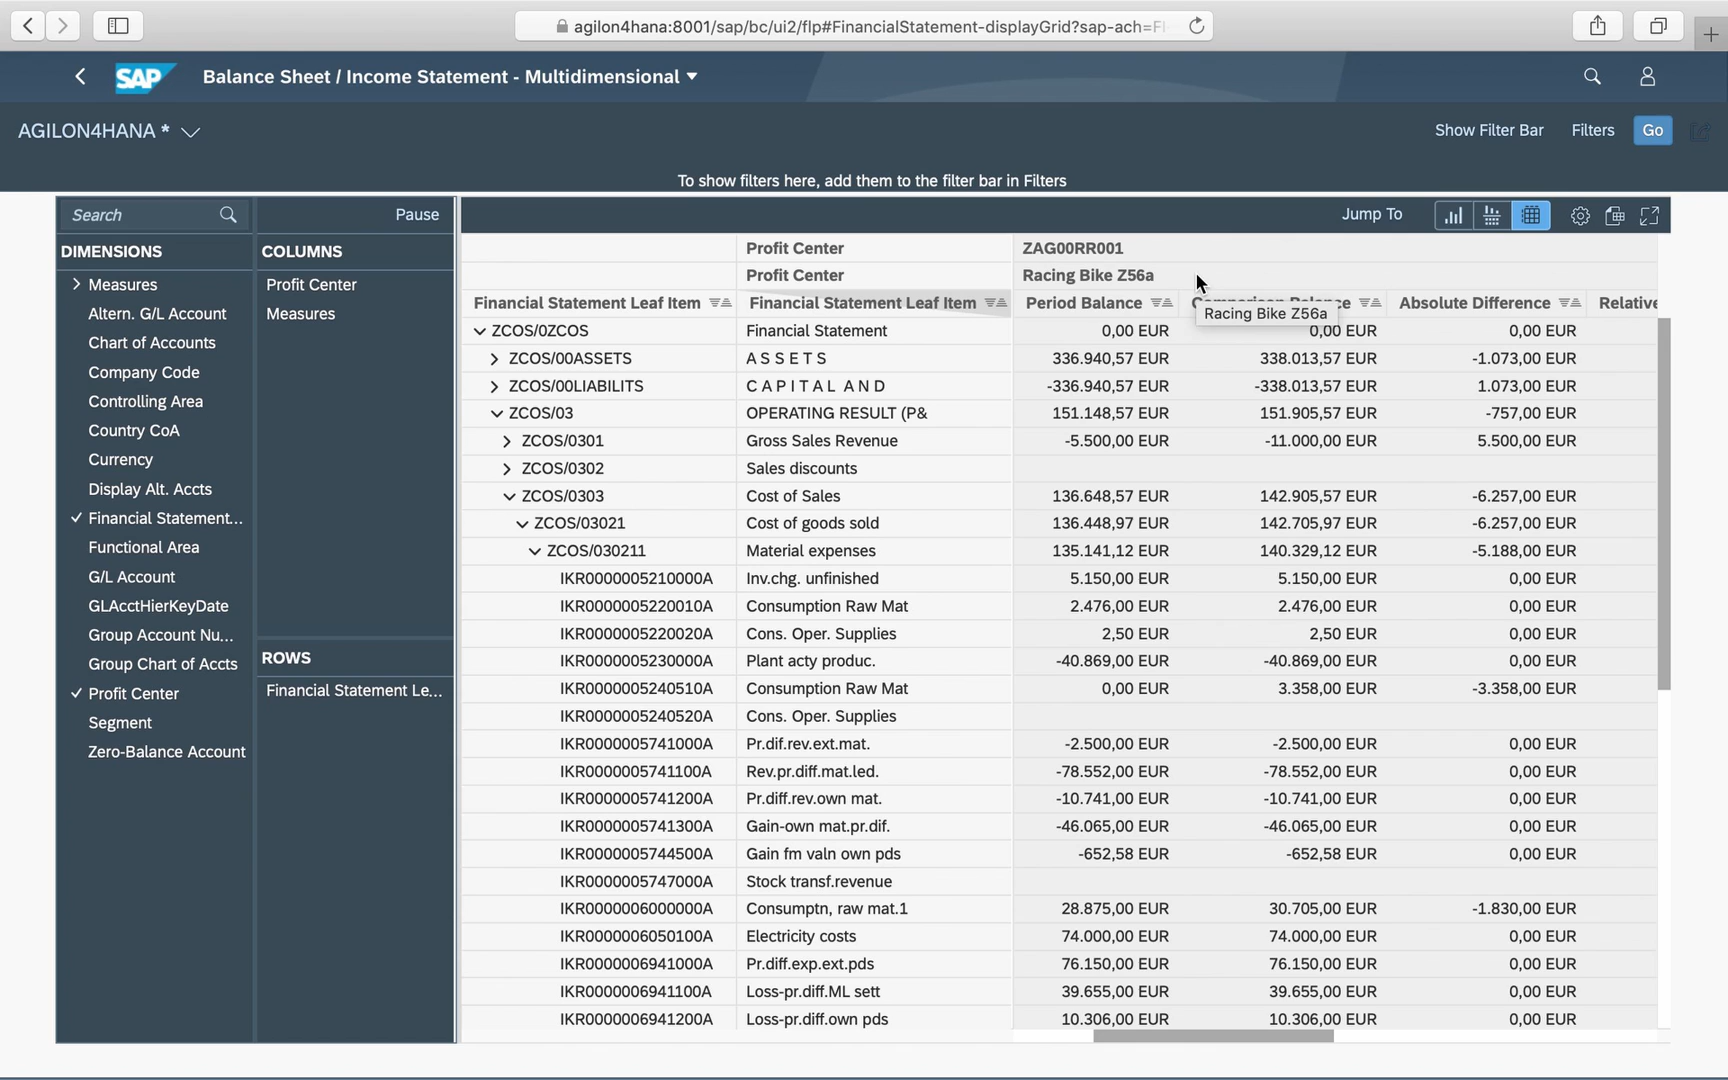 agilon4hana:8001/sap/bc/ui2/flp#FinancialStatement-displayGrid?sap-ach=FI
SAP Balance Sheet / Income Statement - Multidimensional
AGILON4HANA *
Show Filter Bar Filters Go
To show filters here, add them to the filter bar in Filters
Search
DIMENSIONS
Measures
Altern. G/L Account
Chart of Accounts
Company Code
Controlling Area
Country CoA
Currency
Display Alt. Accts
Financial Statement...
Functional Area
G/L Account
GLAcctHierKeyDate
Group Account Nu...
Group Chart of Accts
Profit Center
Segment
Zero-Balance Account
Pause
COLUMNS
Profit Center
Measures
ROWS
Financial Statement Le...
Jump To
Profit Center ZAG00RR001
Profit Center Racing Bike Z56a
Financial Statement Leaf Item Financial Statement Leaf Item Period Balance Comparison Balance Absolute Difference Relative
Racing Bike Z56a
ZCOS/0ZCOS Financial Statement 0,00 EUR 0,00 EUR 0,00 EUR
ZCOS/00ASSETS A S S E T S 336.940,57 EUR 338.013,57 EUR -1.073,00 EUR
ZCOS/00LIABILITS C A P I T A L A N D -336.940,57 EUR -338.013,57 EUR 1.073,00 EUR
ZCOS/03 OPERATING RESULT (P& 151.148,57 EUR 151.905,57 EUR -757,00 EUR
ZCOS/0301 Gross Sales Revenue -5.500,00 EUR -11.000,00 EUR 5.500,00 EUR
ZCOS/0302 Sales discounts
ZCOS/0303 Cost of Sales 136.648,57 EUR 142.905,57 EUR -6.257,00 EUR
ZCOS/03021 Cost of goods sold 136.448,97 EUR 142.705,97 EUR -6.257,00 EUR
ZCOS/030211 Material expenses 135.141,12 EUR 140.329,12 EUR -5.188,00 EUR
IKR0000005210000A Inv.chg. unfinished 5.150,00 EUR 5.150,00 EUR 0,00 EUR
IKR0000005220010A Consumption Raw Mat 2.476,00 EUR 2.476,00 EUR 0,00 EUR
IKR0000005220020A Cons. Oper. Supplies 2,50 EUR 2,50 EUR 0,00 EUR
IKR0000005230000A Plant acty produc. -40.869,00 EUR -40.869,00 EUR 0,00 EUR
IKR0000005240510A Consumption Raw Mat 0,00 EUR 3.358,00 EUR -3.358,00 EUR
IKR0000005240520A Cons. Oper. Supplies
IKR0000005741000A Pr.dif.rev.ext.mat. -2.500,00 EUR -2.500,00 EUR 0,00 EUR
IKR0000005741100A Rev.pr.diff.mat.led. -78.552,00 EUR -78.552,00 EUR 0,00 EUR
IKR0000005741200A Pr.diff.rev.own mat. -10.741,00 EUR -10.741,00 EUR 0,00 EUR
IKR0000005741300A Gain-own mat.pr.dif. -46.065,00 EUR -46.065,00 EUR 0,00 EUR
IKR0000005744500A Gain fm valn own pds -652,58 EUR -652,58 EUR 0,00 EUR
IKR0000005747000A Stock transf.revenue
IKR0000006000000A Consumptn, raw mat.1 28.875,00 EUR 30.705,00 EUR -1.830,00 EUR
IKR0000006050100A Electricity costs 74.000,00 EUR 74.000,00 EUR 0,00 EUR
IKR0000006941000A Pr.diff.exp.ext.pds 76.150,00 EUR 76.150,00 EUR 0,00 EUR
IKR0000006941100A Loss-pr.diff.ML sett 39.655,00 EUR 39.655,00 EUR 0,00 EUR
IKR0000006941200A Loss-pr.diff.own pds 10.306,00 EUR 10.306,00 EUR 0,00 EUR